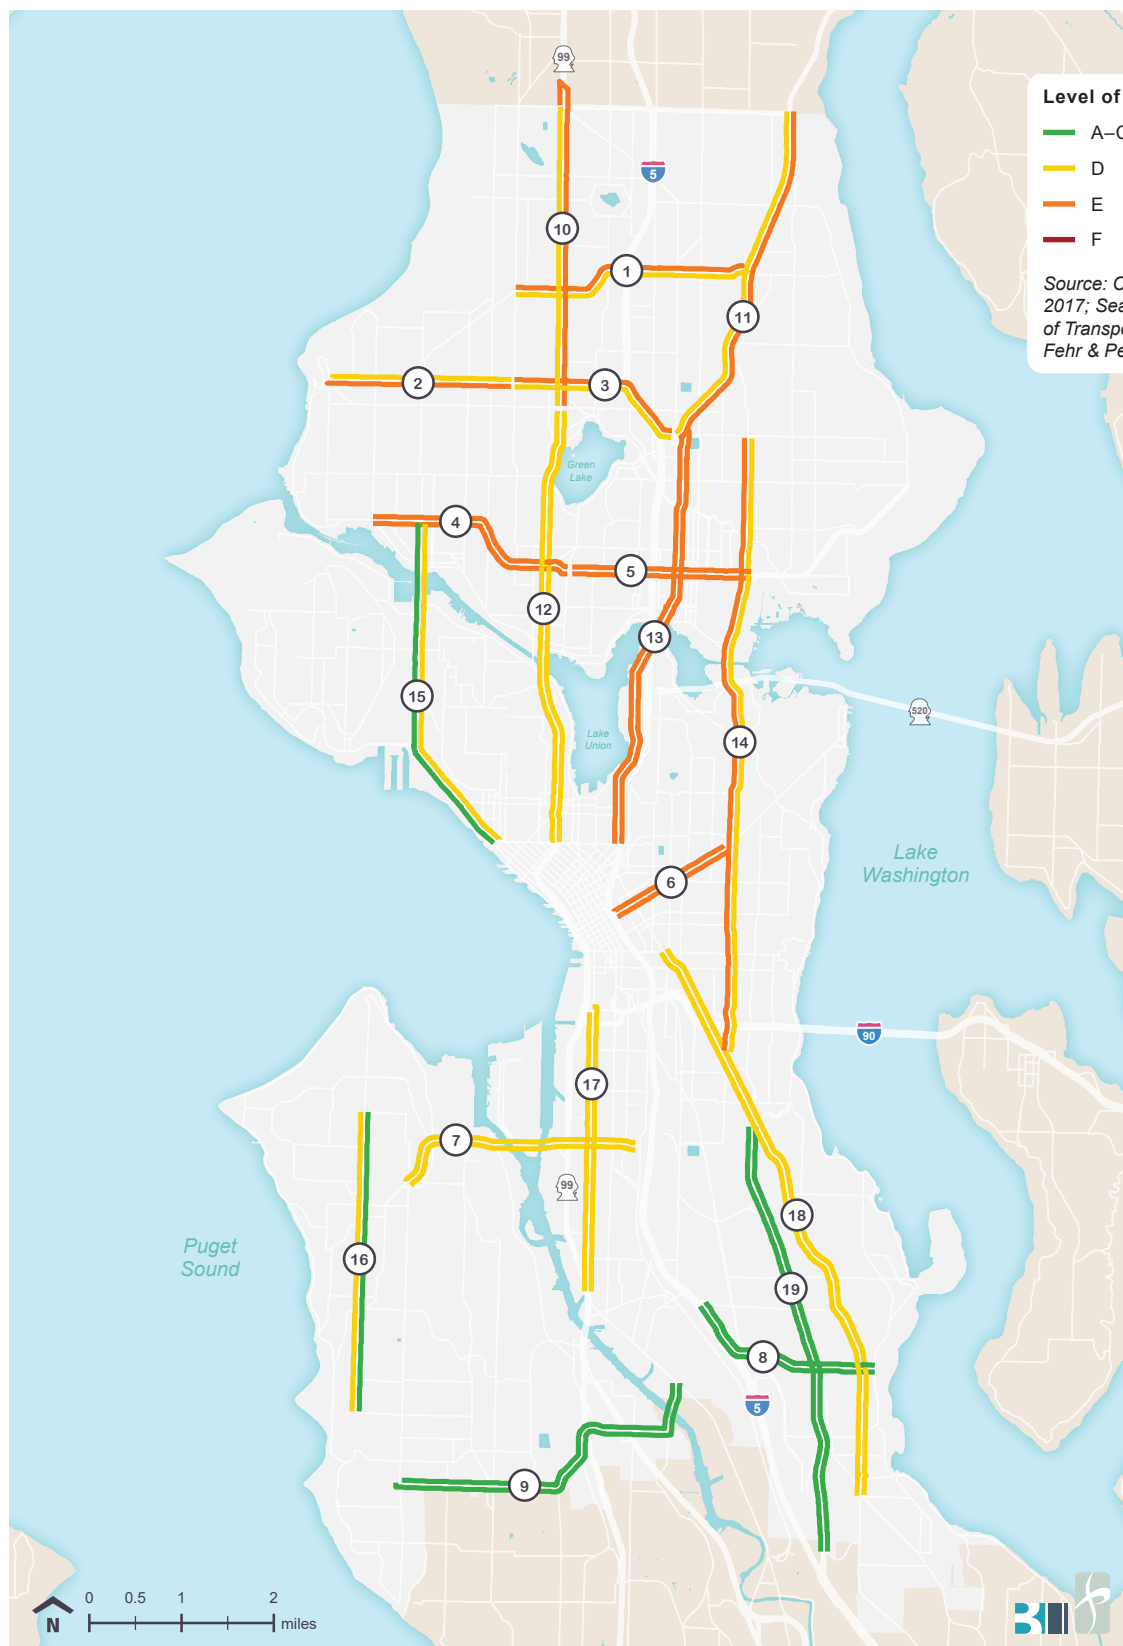 99
Level of
A–C
5
D
E
10
F
1
Source: C
2017; Sea
11
of Transp
Fehr & Pe
2
3
Green
Lake
4
5
12
13
15
520
Lake
Union
14
Lake
Washington
6
90
17
7
99
18
Puget
Sound
16
19
8
5
9
0 0.5 1 2
N
miles